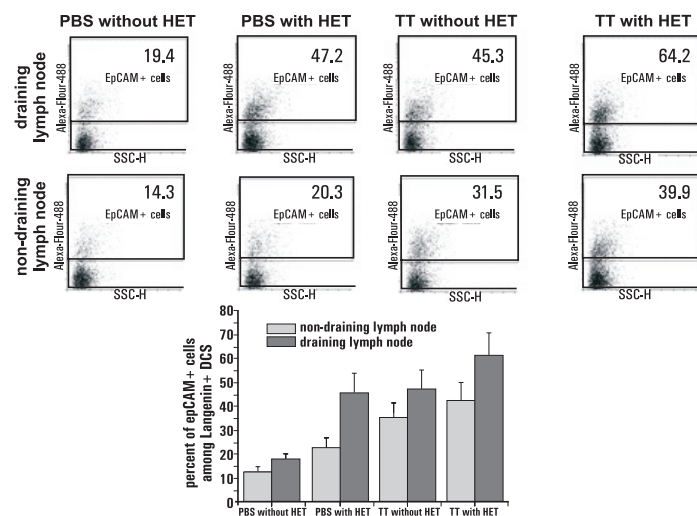 PBS without HET PBS with HET TT without HET TT with HET
draining
lymph node
Alexa-Flour-488
19.4
EpCAM+ cells
SSC-H
Alexa-Flour-488
47.2
EpCAM+ cells
SSC-H
Alexa-Flour-488
45.3
EpCAM+ cells
SSC-H
Alexa-Flour-488
64.2
EpCAM+ cells
SSC-H
non-draining
lymph node
Alexa-Flour-488
14.3
EpCAM+ cells
SSC-H
Alexa-Flour-488
20.3
EpCAM+ cells
SSC-H
Alexa-Flour-488
31.5
EpCAM+ cells
SSC-H
Alexa-Flour-488
39.9
EpCAM+ cells
SSC-H
percent of epCAM+ cells
among Langenin+ DCS
80
70
60
50
40
30
20
10
0
non-draining lymph node
draining lymph node
PBS without HET PBS with HET TT without HET TT with HET